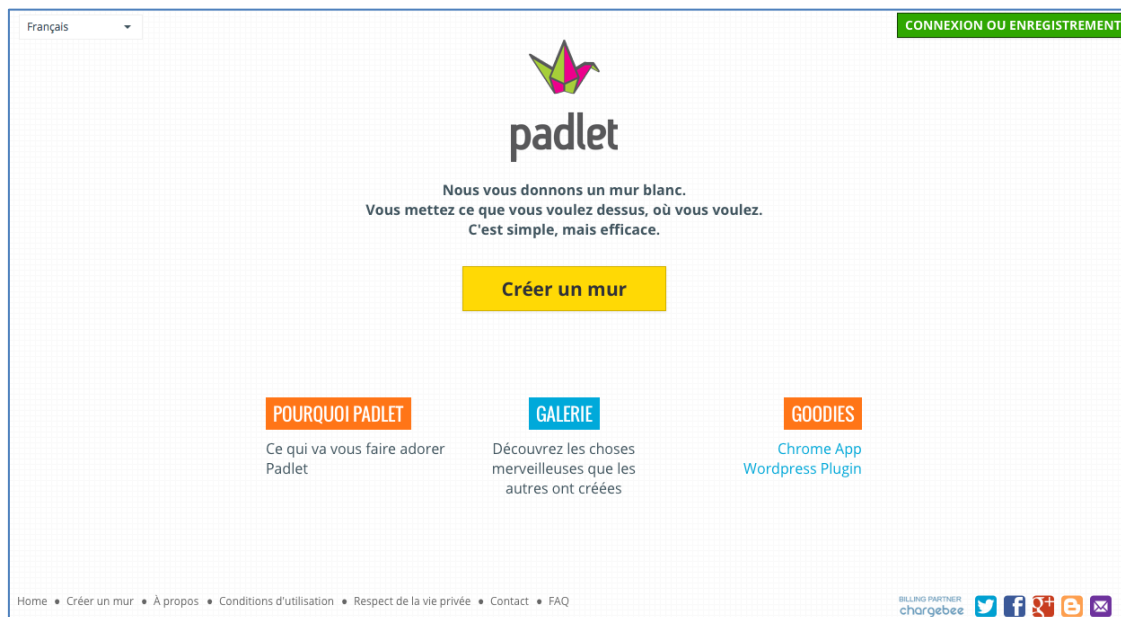 Français
CONNEXION OU ENREGISTREMENT
padlet
Nous vous donnons un mur blanc.
Vous mettez ce que vous voulez dessus, où vous voulez.
C'est simple, mais efficace.
Créer un mur
POURQUOI PADLET
Ce qui va vous faire adorer
Padlet
GALERIE
Découvrez les choses
merveilleuses que les
autres ont créées
GOODIES
Chrome App
Wordpress Plugin
Home • Créer un mur • À propos • Conditions d'utilisation • Respect de la vie privée • Contact • FAQ
BILLING PARTNER
chargebee